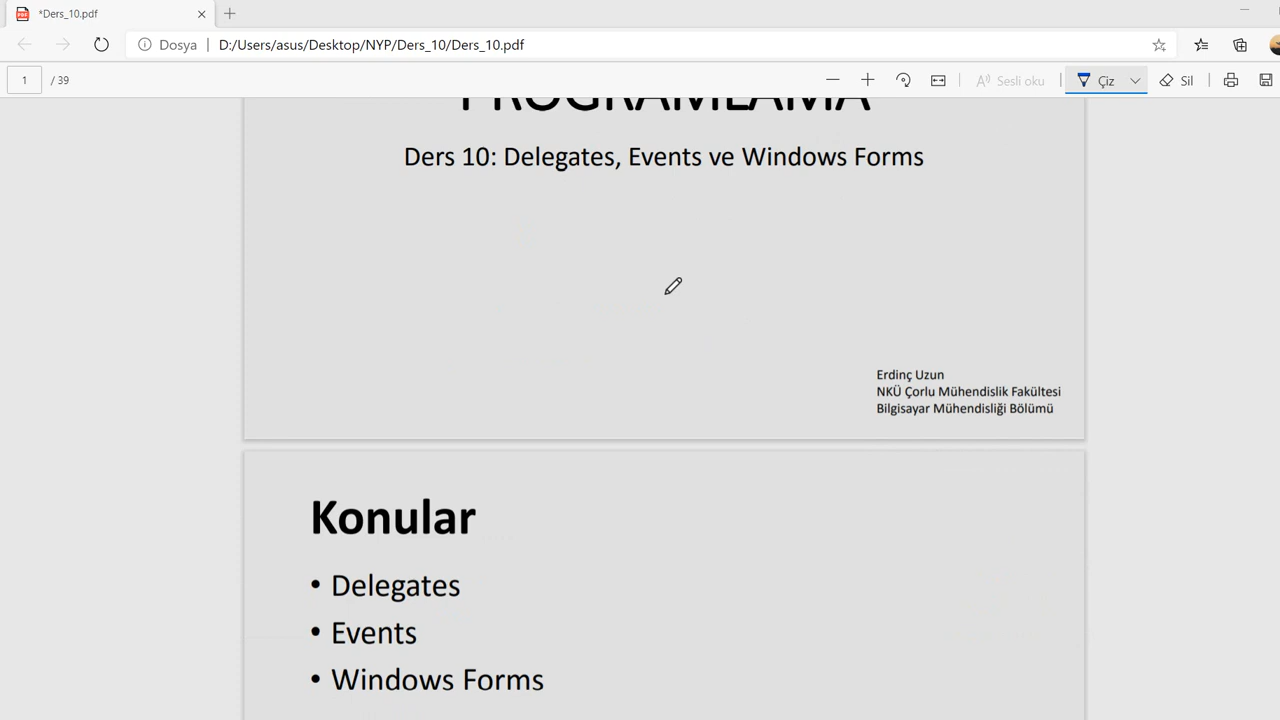 *Ders_10.pdf
Dosya | D:/Users/asus/Desktop/NYP/Ders_10/Ders_10.pdf
1 / 39 Sesli oku Çiz Sil
PROGRAMLAMA
Ders 10: Delegates, Events ve Windows Forms
Erdinç Uzun
NKÜ Çorlu Mühendislik Fakültesi
Bilgisayar Mühendisliği Bölümü
Konular
• Delegates
• Events
• Windows Forms